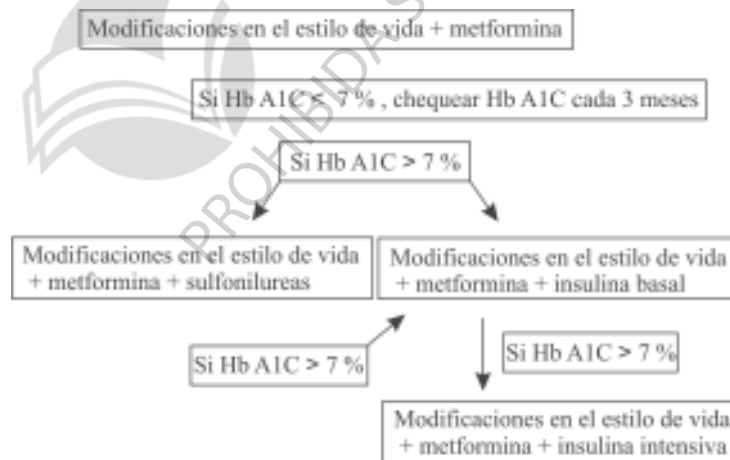 Modificaciones en el estilo de vida + metformina
Si Hb A1C < 7 % , chequear Hb A1C cada 3 meses
Si Hb A1C > 7 %
Modificaciones en el estilo de vida
+ metformina + sulfonilureas
Modificaciones en el estilo de vida
+ metformina + insulina basal
Si Hb A1C > 7 %
Si Hb A1C > 7 %
Modificaciones en el estilo de vida
+ metformina + insulina intensiva
PROHIBIDAS